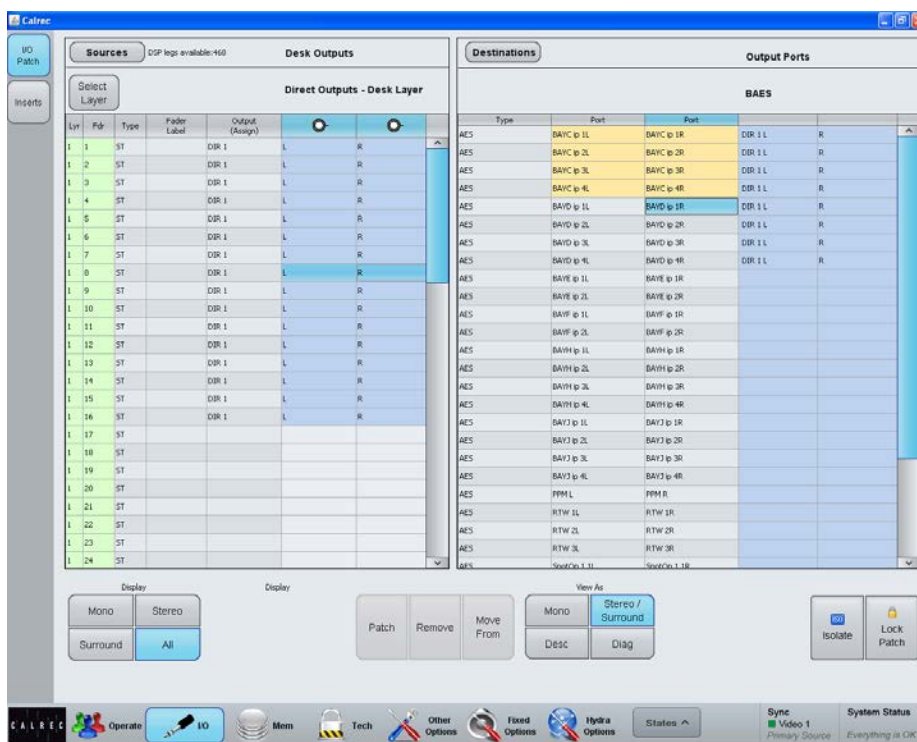 Calrec
I/O Patch
Inserts
Sources
DSP legs available:460
Desk Outputs
Select Layer
Direct Outputs - Desk Layer
Lyr Fdr Type Fader Label Output (Assign)
1 1 ST DIR 1 L R
1 2 ST DIR 1 L R
1 3 ST DIR 1 L R
1 4 ST DIR 1 L R
1 5 ST DIR 1 L R
1 6 ST DIR 1 L R
1 7 ST DIR 1 L R
1 8 ST DIR 1 L R
1 9 ST DIR 1 L R
1 10 ST DIR 1 L R
1 11 ST DIR 1 L R
1 12 ST DIR 1 L R
1 13 ST DIR 1 L R
1 14 ST DIR 1 L R
1 15 ST DIR 1 L R
1 16 ST DIR 1 L R
1 17 ST
1 18 ST
1 19 ST
1 20 ST
1 21 ST
1 22 ST
1 23 ST
1 24 ST
Destinations
Output Ports
BAES
Type Port Port
AES BAYC ip 1L BAYC ip 1R DIR 1 L R
AES BAYC ip 2L BAYC ip 2R DIR 1 L R
AES BAYC ip 3L BAYC ip 3R DIR 1 L R
AES BAYC ip 4L BAYC ip 4R DIR 1 L R
AES BAYD ip 1L BAYD ip 1R DIR 1 L R
AES BAYD ip 2L BAYD ip 2R DIR 1 L R
AES BAYD ip 3L BAYD ip 3R DIR 1 L R
AES BAYD ip 4L BAYD ip 4R DIR 1 L R
AES BAYE ip 1L BAYE ip 1R
AES BAYE ip 2L BAYE ip 2R
AES BAYF ip 1L BAYF ip 1R
AES BAYF ip 2L BAYF ip 2R
AES BAYH ip 1L BAYH ip 1R
AES BAYH ip 2L BAYH ip 2R
AES BAYH ip 3L BAYH ip 3R
AES BAYH ip 4L BAYH ip 4R
AES BAYJ ip 1L BAYJ ip 1R
AES BAYJ ip 2L BAYJ ip 2R
AES BAYJ ip 3L BAYJ ip 3R
AES BAYJ ip 4L BAYJ ip 4R
AES PPM L PPM R
AES RTW 1L RTW 1R
AES RTW 2L RTW 2R
AES RTW 3L RTW 3R
AES SpotOp 1 1L SpotOp 1 1R
Display
Mono Stereo
Surround All
Display
Patch Remove Move From
View As
Mono Stereo / Surround
Desc Diag
ISO Isolate
Lock Patch
CALREC
Operate
I/O
Mem
Tech
Other Options
Fixed Options
Hydra Options
States
Sync
Video 1
Primary Source
System Status
Everything is OK